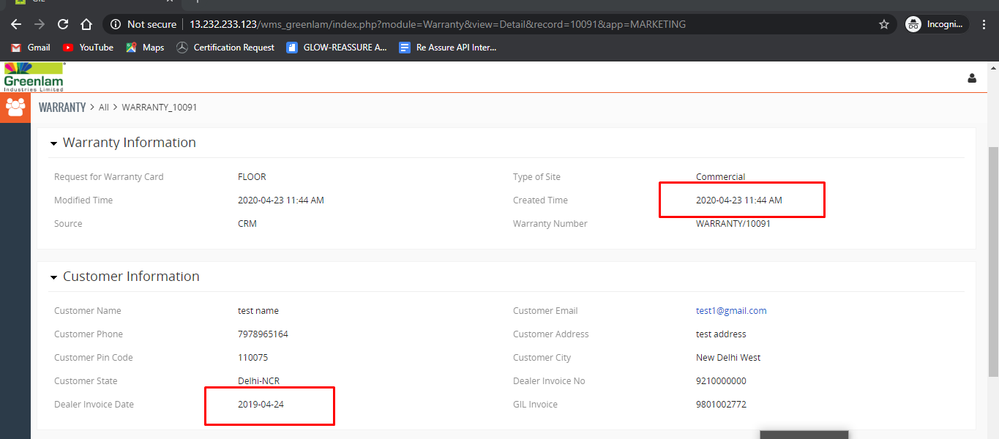 Not secure 13.232.233.123/wms_greenlam/index.php?module=Warranty&view=Detail&record=10091&app=MARKETING Incogni...
Gmail YouTube Maps Certification Request GLOW-REASSURE A... Re Assure API Inter...
Greenlam
Industries Limited
WARRANTY > All > WARRANTY_10091
Warranty Information
Request for Warranty Card FLOOR Type of Site Commercial
Modified Time 2020-04-23 11:44 AM Created Time 2020-04-23 11:44 AM
Source CRM Warranty Number WARRANTY/10091
Customer Information
Customer Name test name Customer Email test1@gmail.com
Customer Phone 7978965164 Customer Address test address
Customer Pin Code 110075 Customer City New Delhi West
Customer State Delhi-NCR Dealer Invoice No 9210000000
Dealer Invoice Date 2019-04-24 GIL Invoice 9801002772